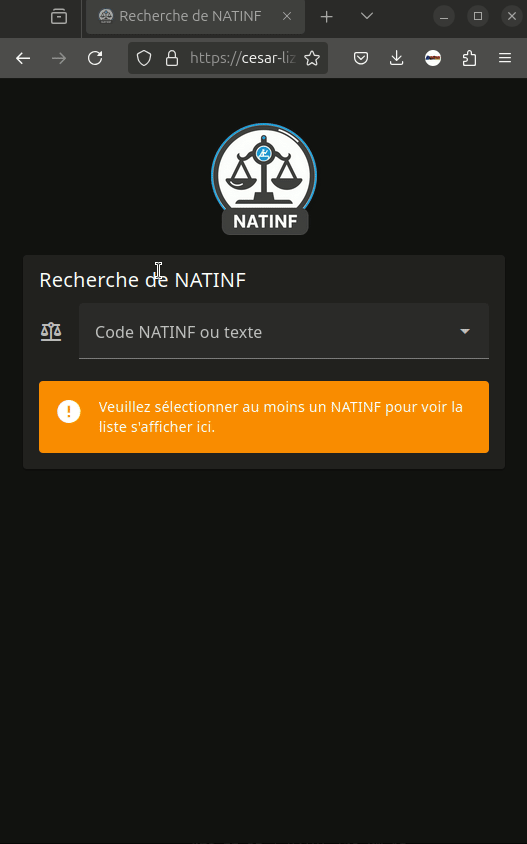 Recherche de NATINF
https://cesar-liz
NATINF
Recherche de NATINF
Code NATINF ou texte
Veuillez sélectionner au moins un NATINF pour voir la
liste s'afficher ici.